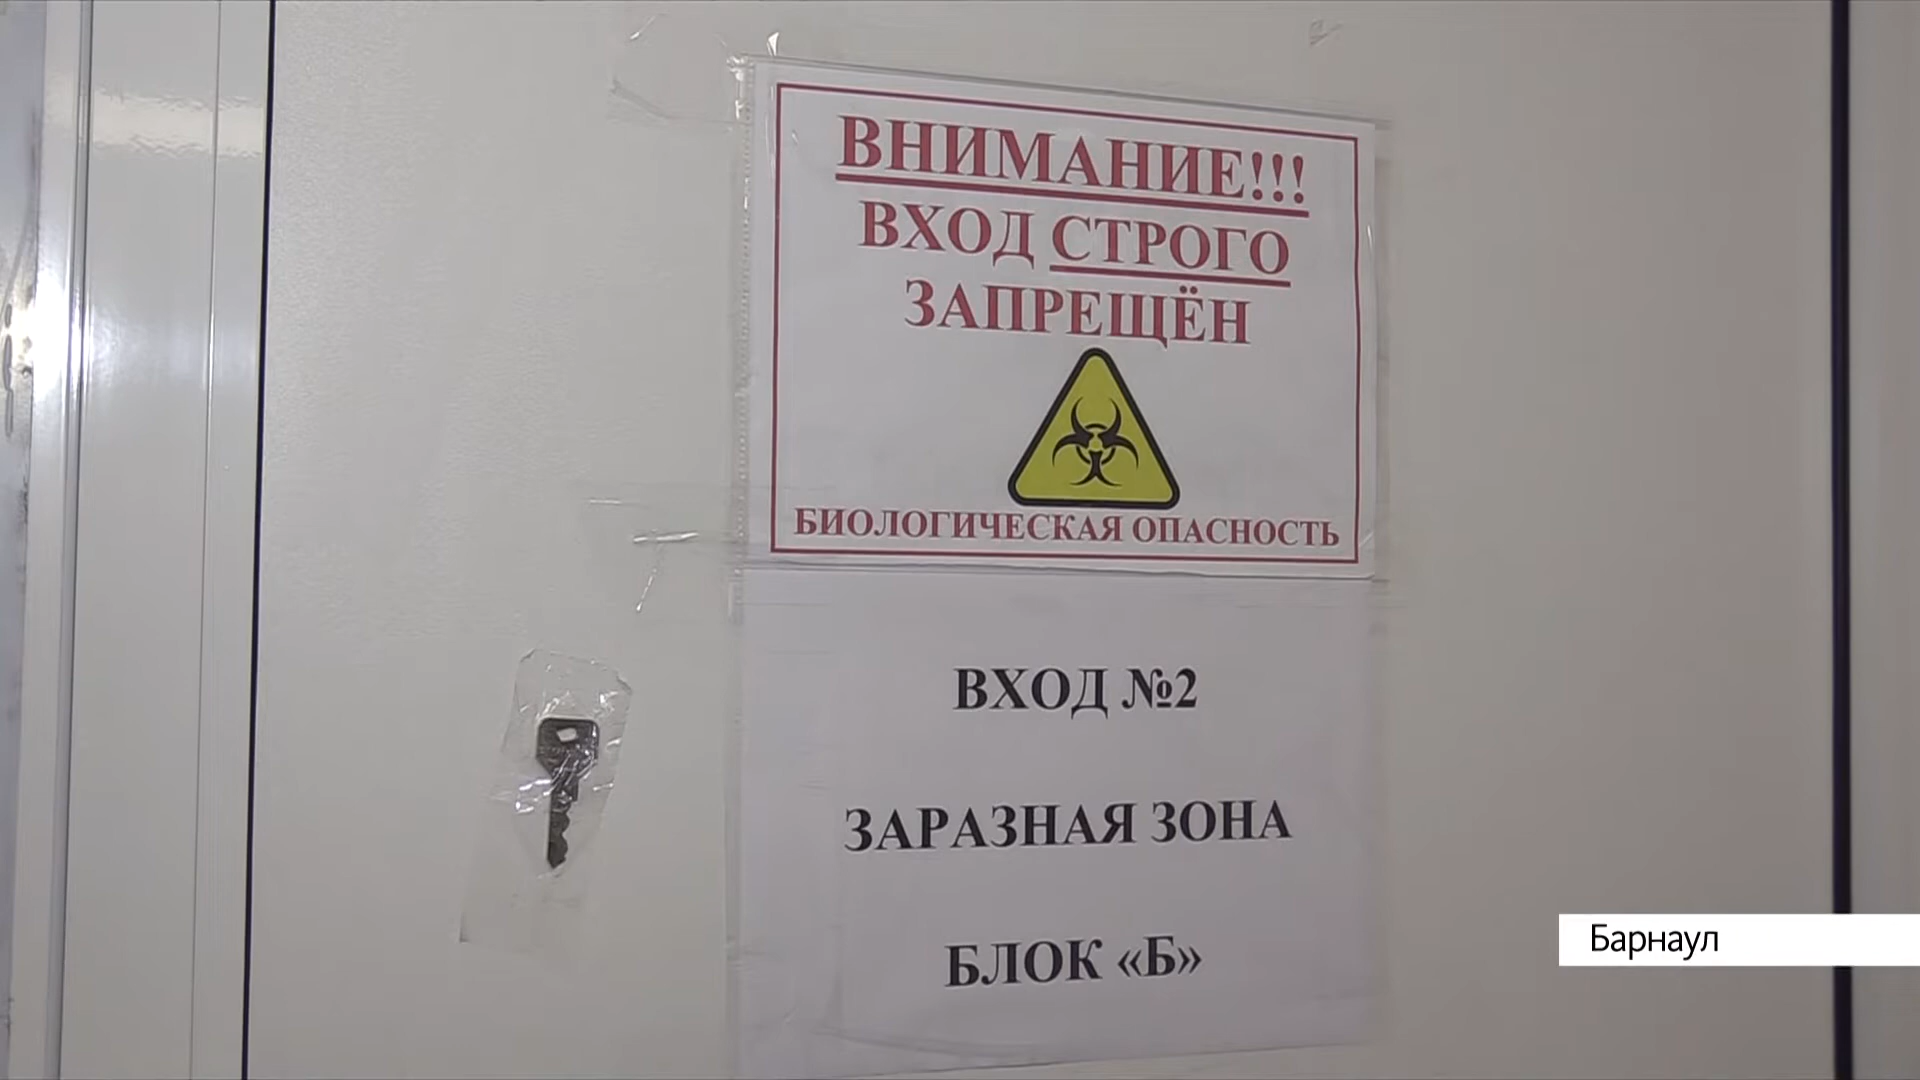 ВНИМАНИЕ!!!
ВХОД СТРОГО
ЗАПРЕЩЁН
БИОЛОГИЧЕСКАЯ ОПАСНОСТЬ
ВХОД №2
ЗАРАЗНАЯ ЗОНА
БЛОК «Б»
Барнаул